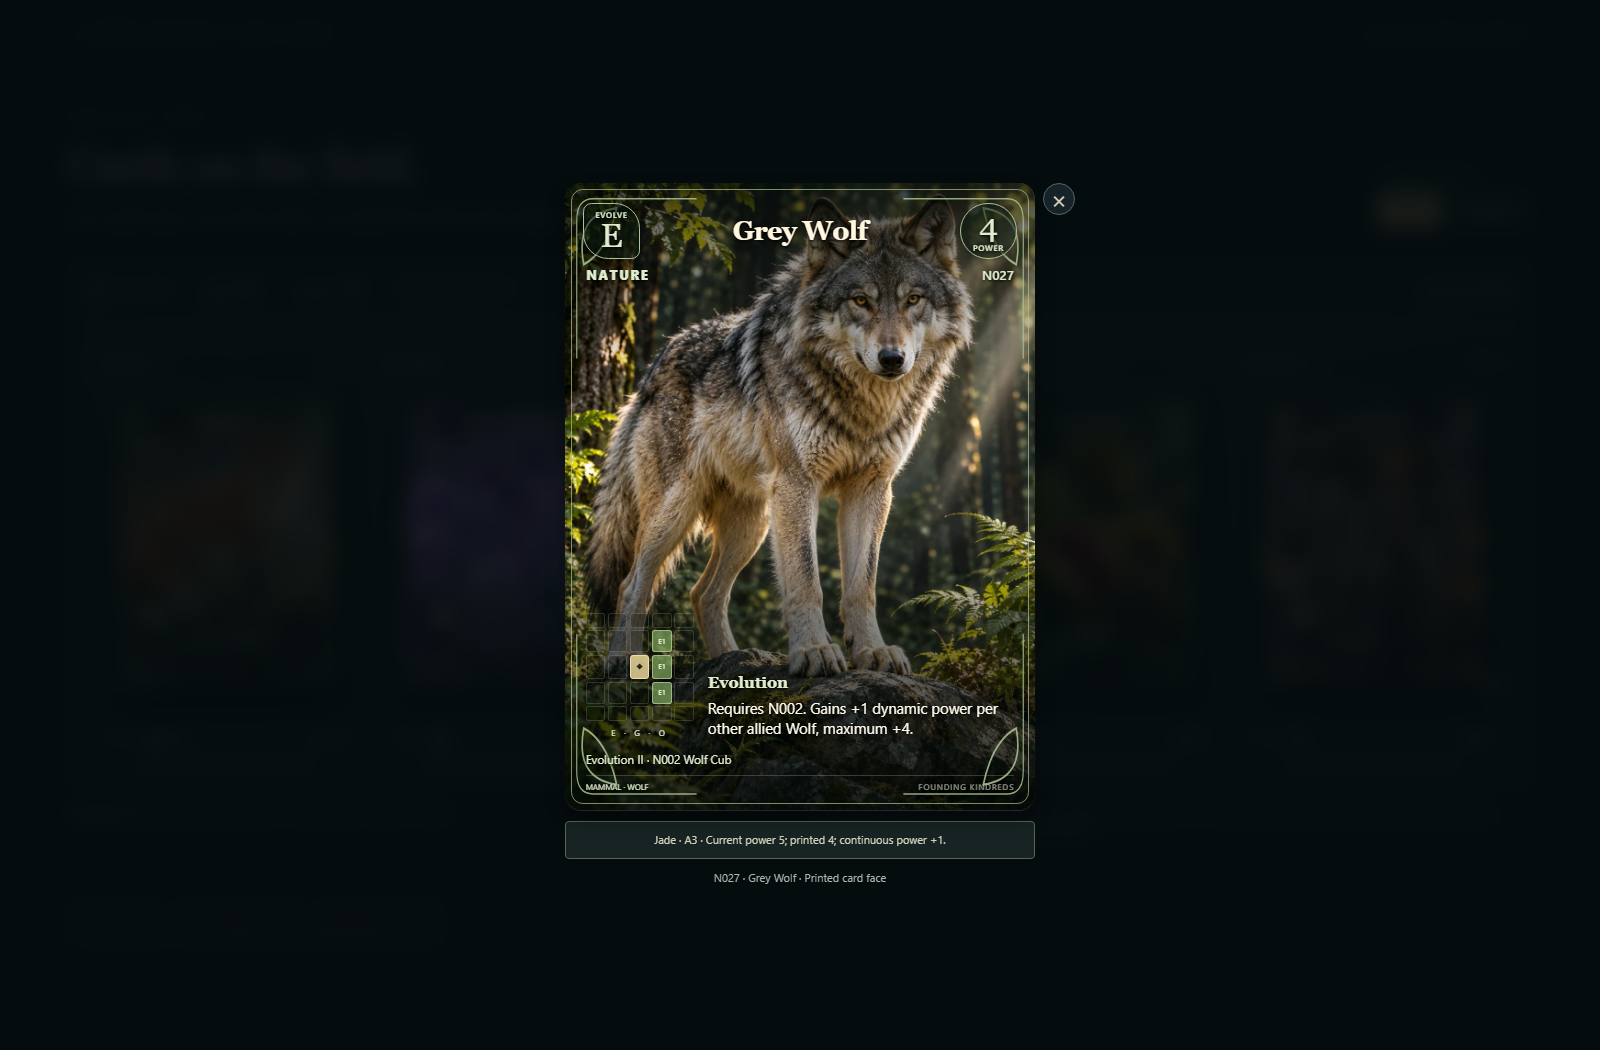 EVOLVE
E
Grey Wolf
4
POWER
NATURE
N027
E1
E1
E1
Evolution
Requires N002. Gains +1 dynamic power per
other allied Wolf, maximum +4.
E · G · O
Evolution II · N002 Wolf Cub
MAMMAL · WOLF
FOUNDING KINDREDS
Jade · A3 · Current power 5; printed 4; continuous power +1.
N027 · Grey Wolf · Printed card face